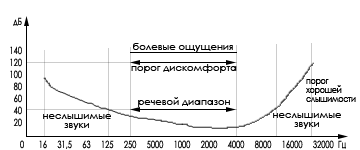 дБ
болевые ощущения
140
120
100
80
60
40
20
0
порог дискомфорта
порог
хорошей
слышимости
речевой диапазон
неслышимые
звуки
неслышимые
звуки
16 31,5 63 125 250 500 1000 2000 4000 8000 16000 32000 Гц